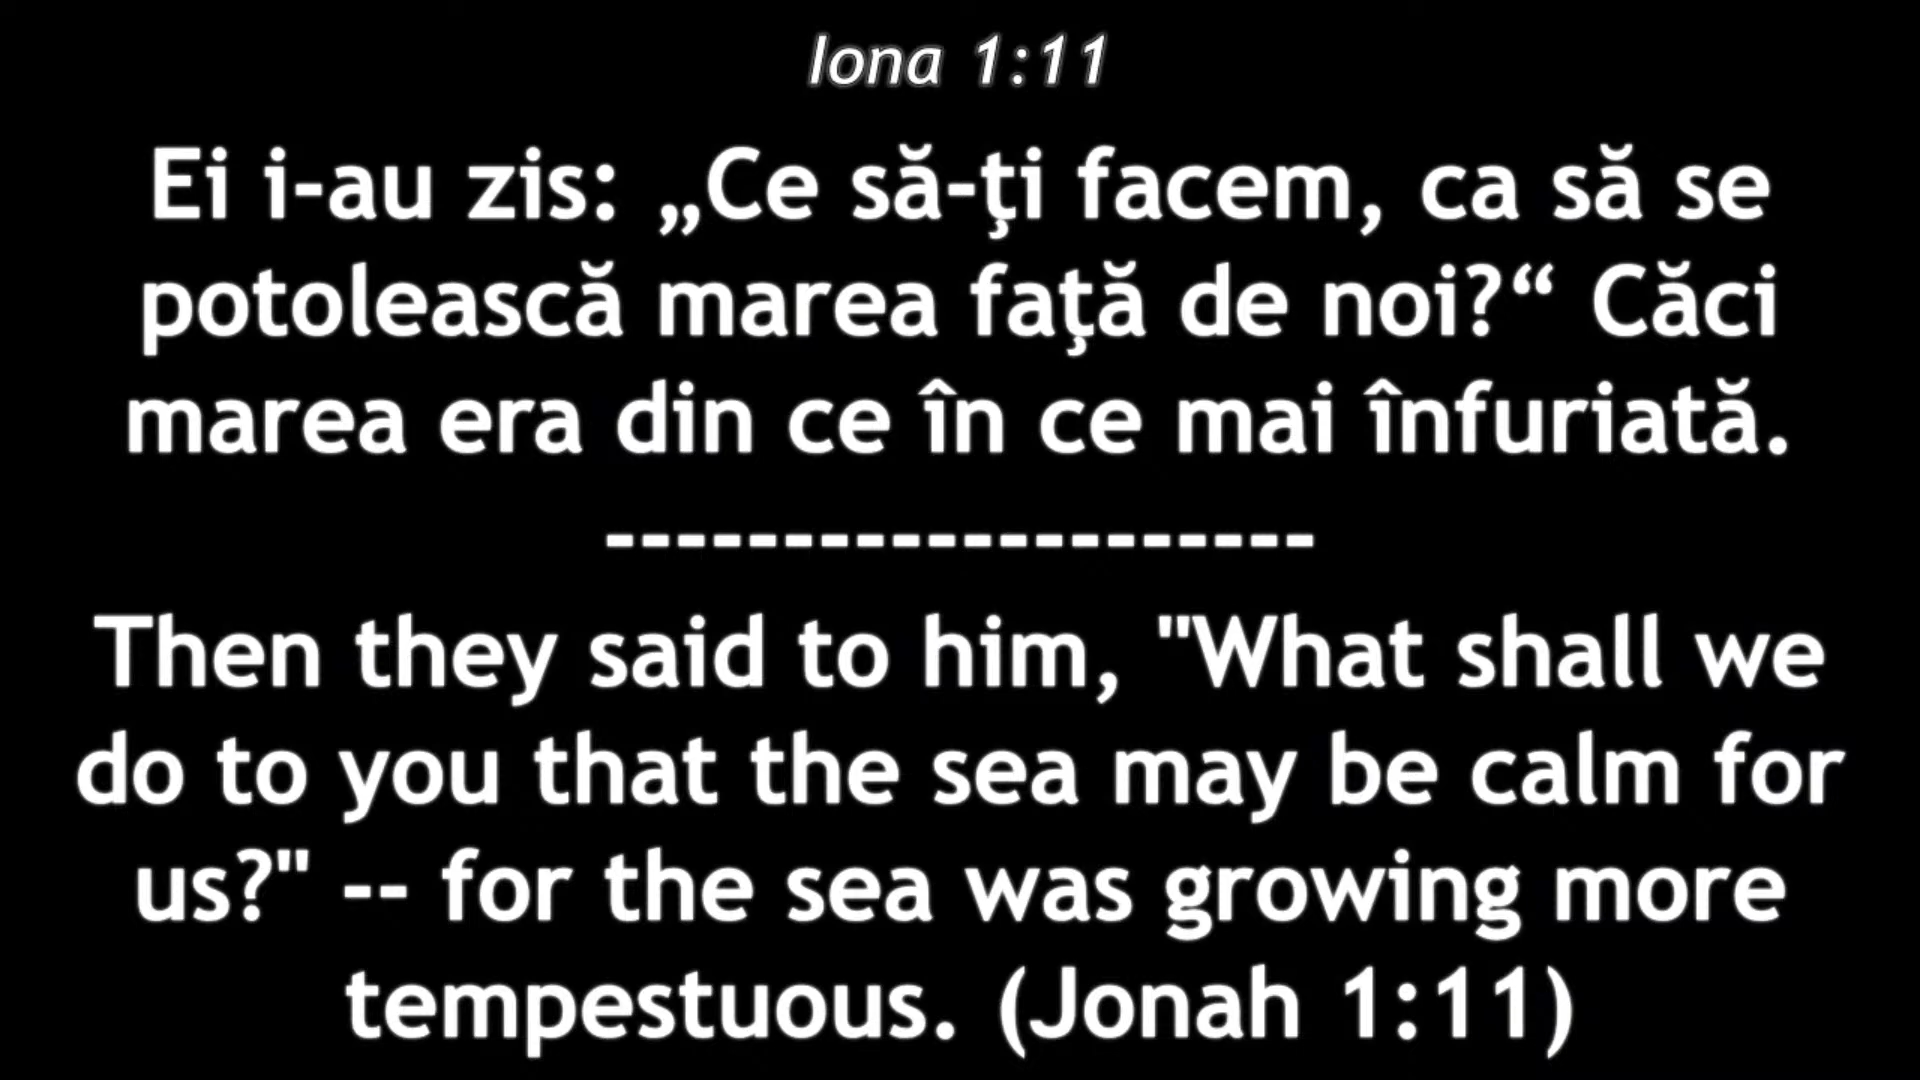 Iona 1:11
Ei i-au zis: „Ce să-ţi facem, ca să se
potolească marea faţă de noi?“ Căci
marea era din ce în ce mai înfuriată.
--------------------
Then they said to him, "What shall we
do to you that the sea may be calm for
us?" -- for the sea was growing more
tempestuous. (Jonah 1:11)